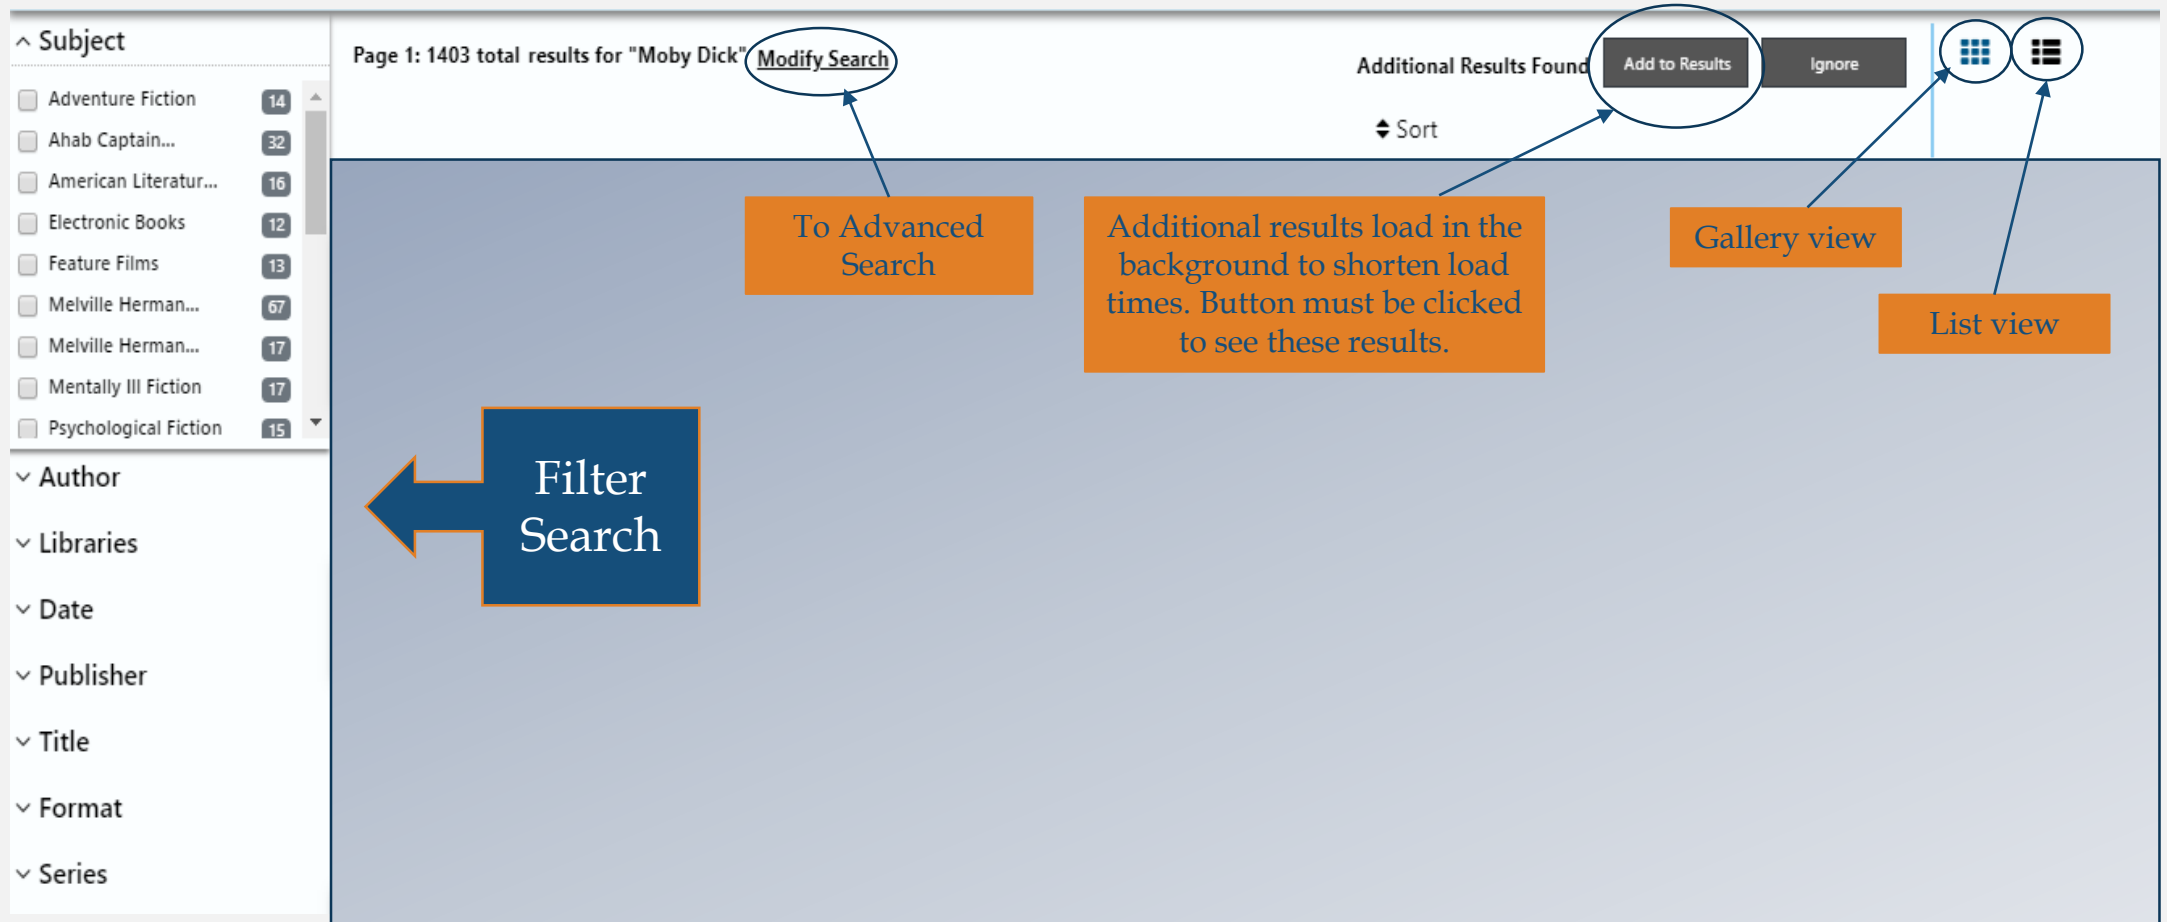 Subject
Adventure Fiction 14
Ahab Captain... 32
American Literatur... 16
Electronic Books 12
Feature Films 13
Melville Herman... 67
Melville Herman... 17
Mentally Ill Fiction 17
Psychological Fiction 15
Author
Libraries
Date
Publisher
Title
Format
Series
Page 1: 1403 total results for "Moby Dick" Modify Search
Additional Results Found Add to Results Ignore
Sort
To Advanced
Search
Additional results load in the
background to shorten load
times. Button must be clicked
to see these results.
Gallery view
List view
Filter
Search